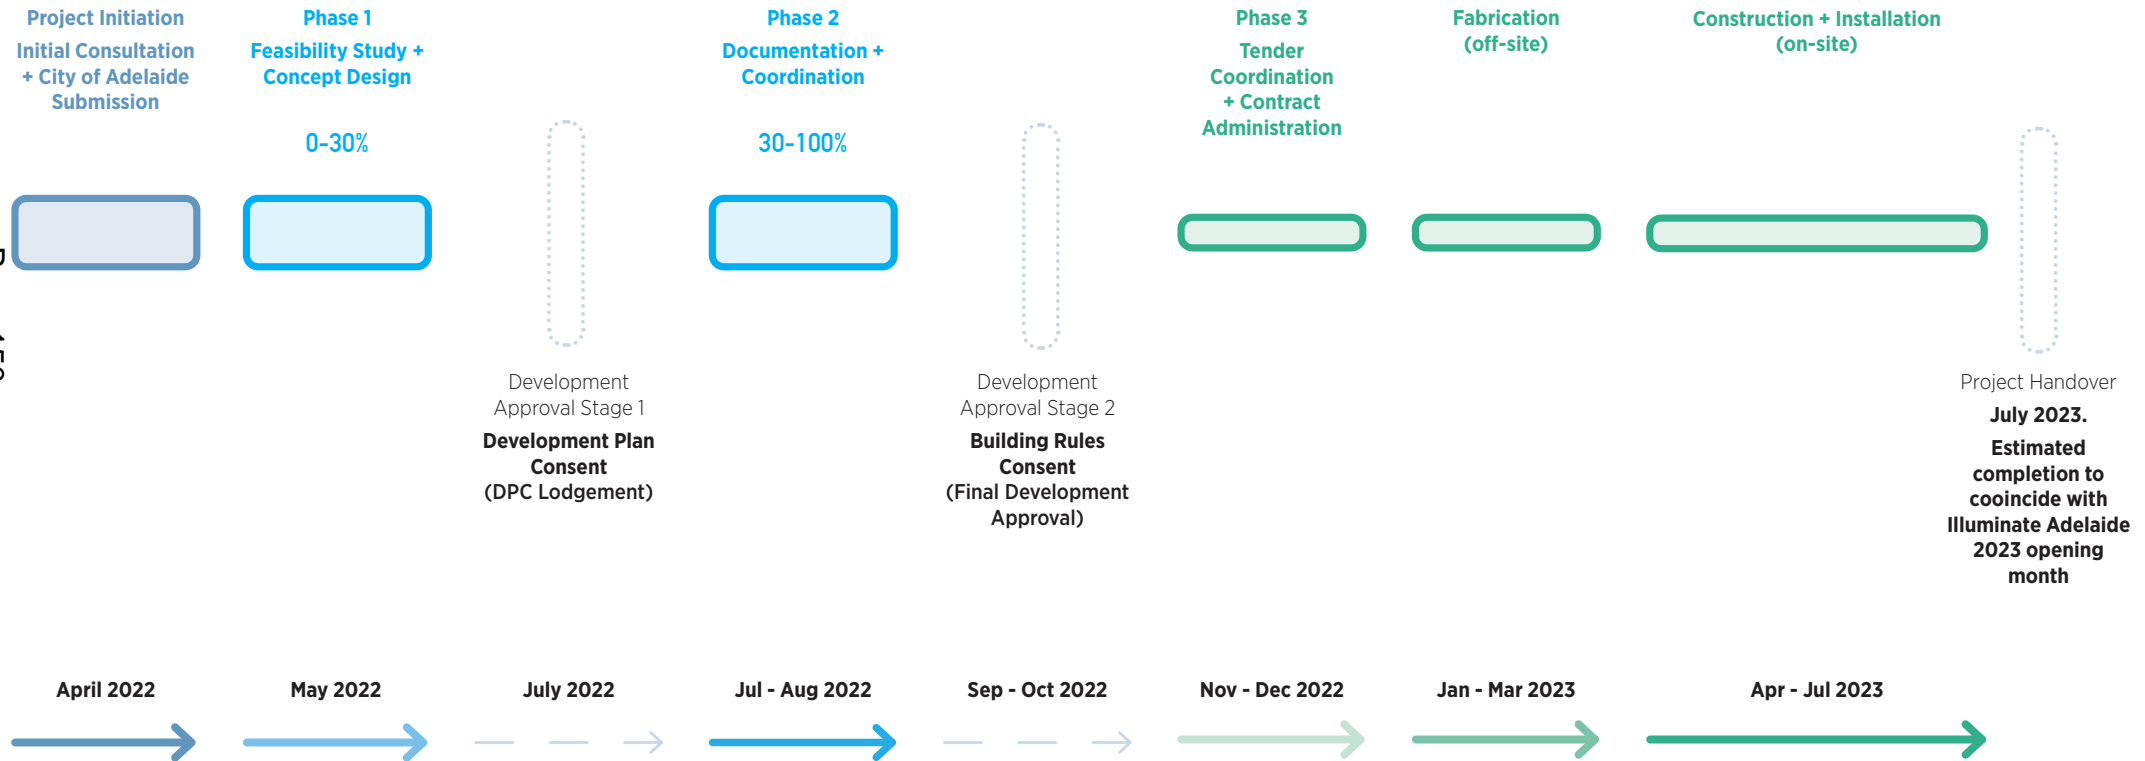 Project Initiation
Initial Consultation
+ City of Adelaide
Submission
Phase 1
Feasibility Study +
Concept Design
0-30%
Development
Approval Stage 1
Development Plan
Consent
(DPC Lodgement)
Phase 2
Documentation +
Coordination
30-100%
Development
Approval Stage 2
Building Rules
Consent
(Final Development
Approval)
Phase 3
Tender
Coordination
+ Contract
Administration
Fabrication
(off-site)
Construction + Installation
(on-site)
Project Handover
July 2023.
Estimated
completion to
cooincide with
Illuminate Adelaide
2023 opening
month
April 2022
May 2022
July 2022
Jul - Aug 2022
Sep - Oct 2022
Nov - Dec 2022
Jan - Mar 2023
Apr - Jul 2023